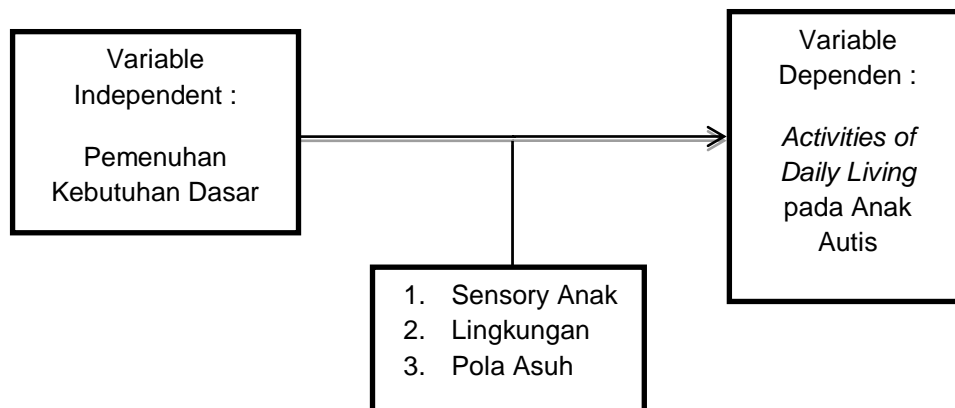 Variable
Independent :
Pemenuhan
Kebutuhan Dasar
Variable
Dependen :
Activities of
Daily Living
pada Anak
Autis
1. Sensory Anak
2. Lingkungan
3. Pola Asuh